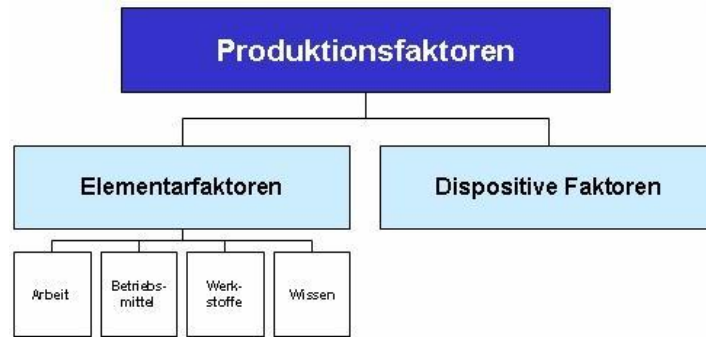 Produktionsfaktoren
Elementarfaktoren
Dispositive Faktoren
Arbeit
Betriebs-
mittel
Werk-
stoffe
Wissen